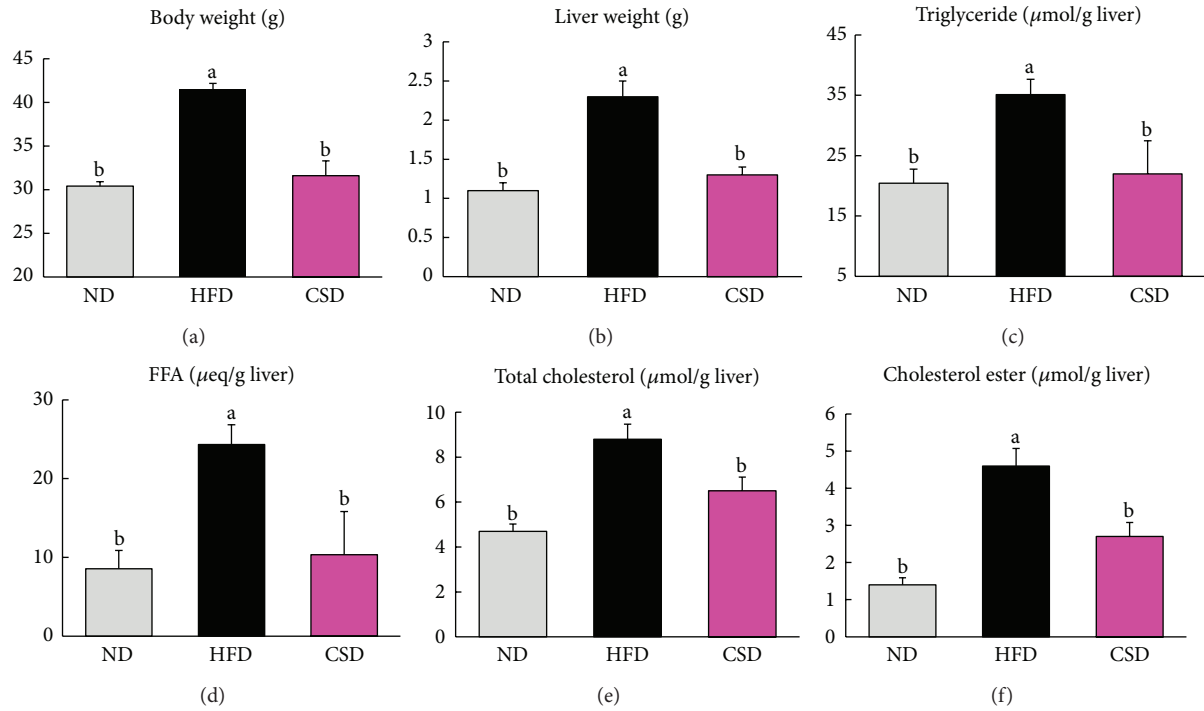 Body weight (g)
45
40
35
30
25
20
b
a
b
ND HFD CSD
(a)
Liver weight (g)
3
2.5
2
1.5
1
0.5
0
b
a
b
ND HFD CSD
(b)
Triglyceride (μmol/g liver)
45
35
25
15
5
b
a
b
ND HFD CSD
(c)
FFA (μeq/g liver)
30
20
10
0
b
a
b
ND HFD CSD
(d)
Total cholesterol (μmol/g liver)
10
8
6
4
2
0
b
a
b
ND HFD CSD
(e)
Cholesterol ester (μmol/g liver)
6
5
4
3
2
1
0
b
a
b
ND HFD CSD
(f)